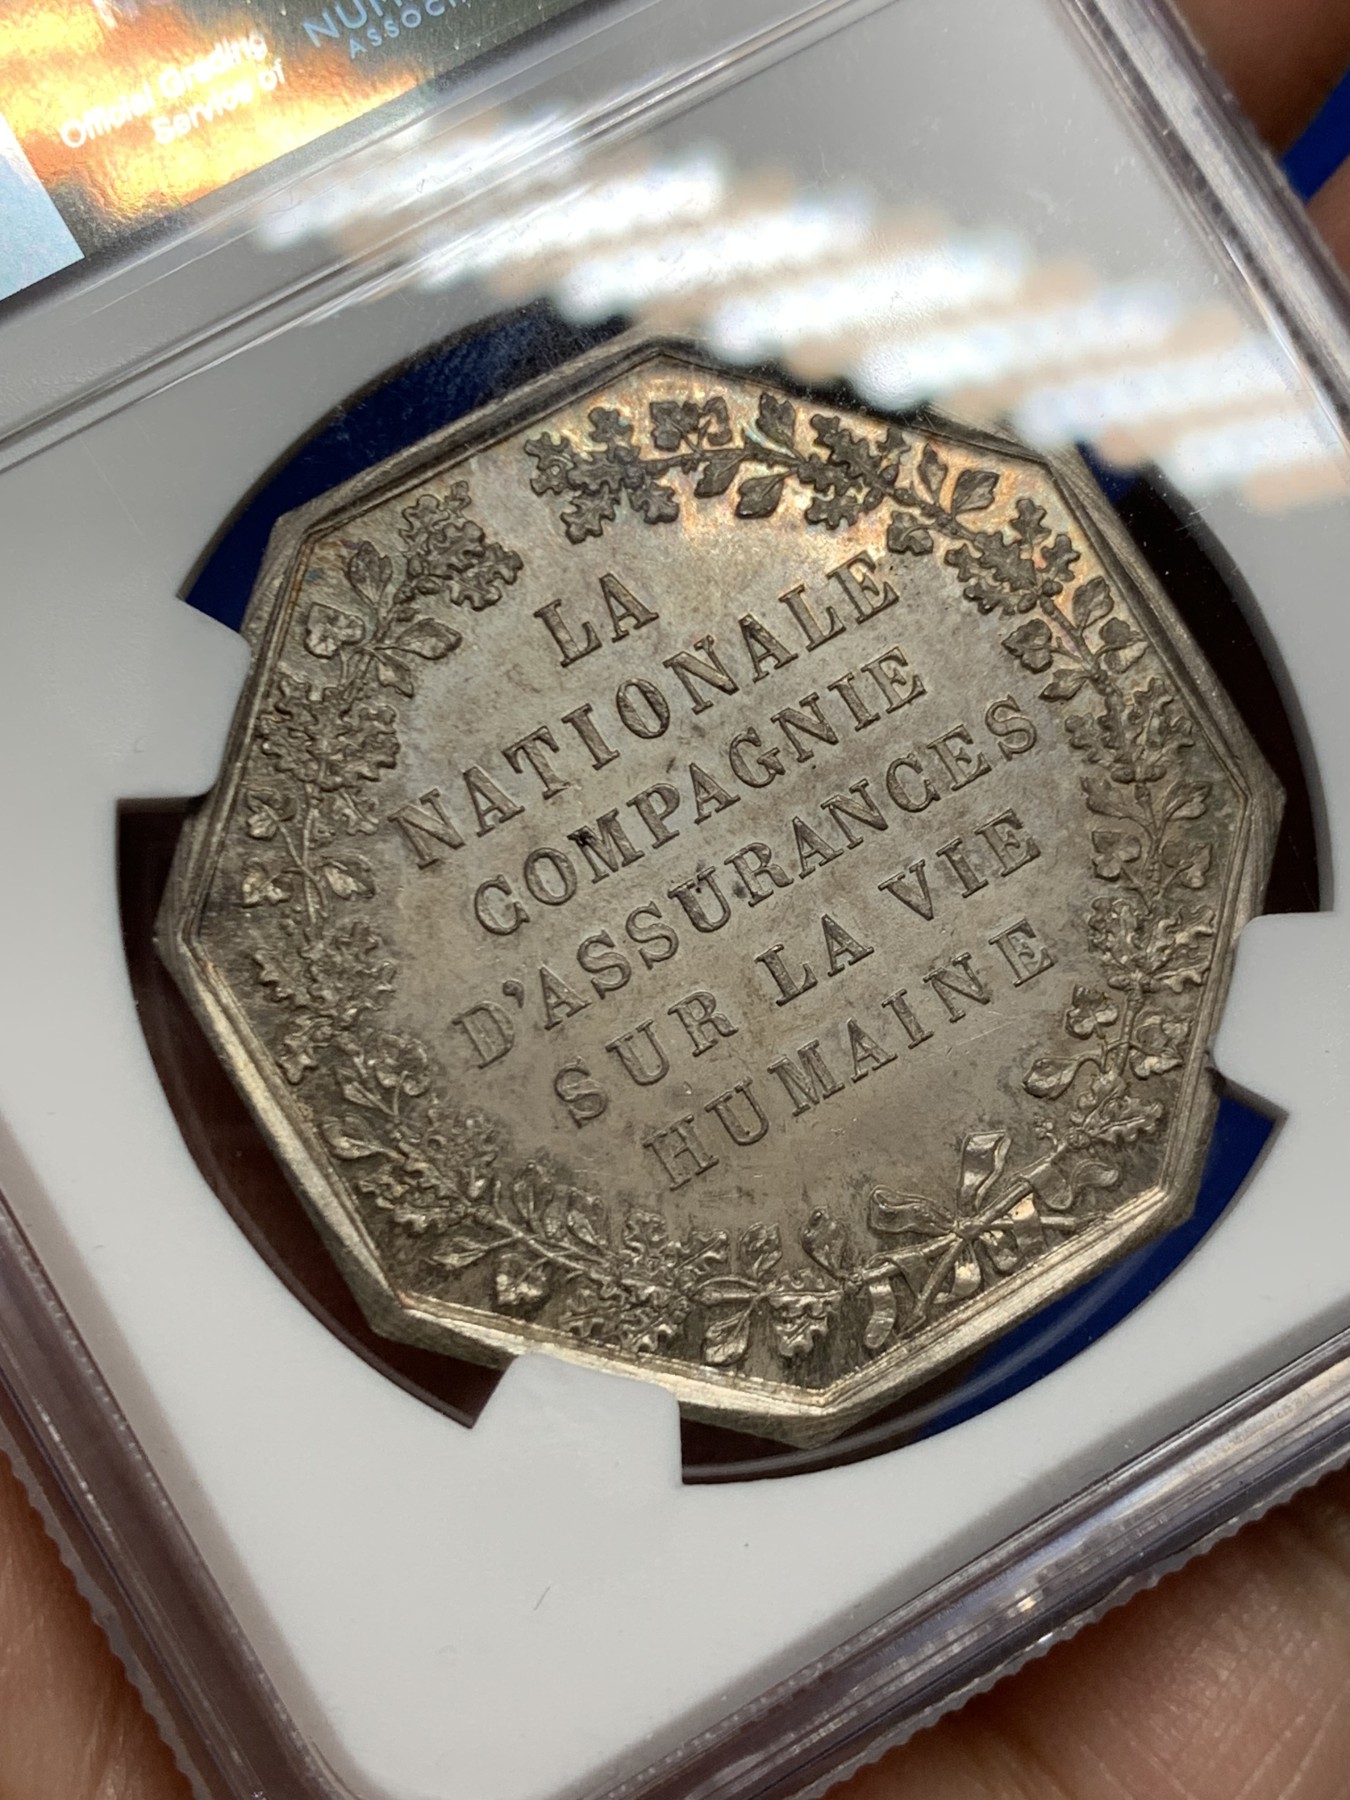 Official Grading
Service of
LA
NATIONALE
COMPAGNIE
D'ASSURANCES
SUR LA VIE
HUMAINE